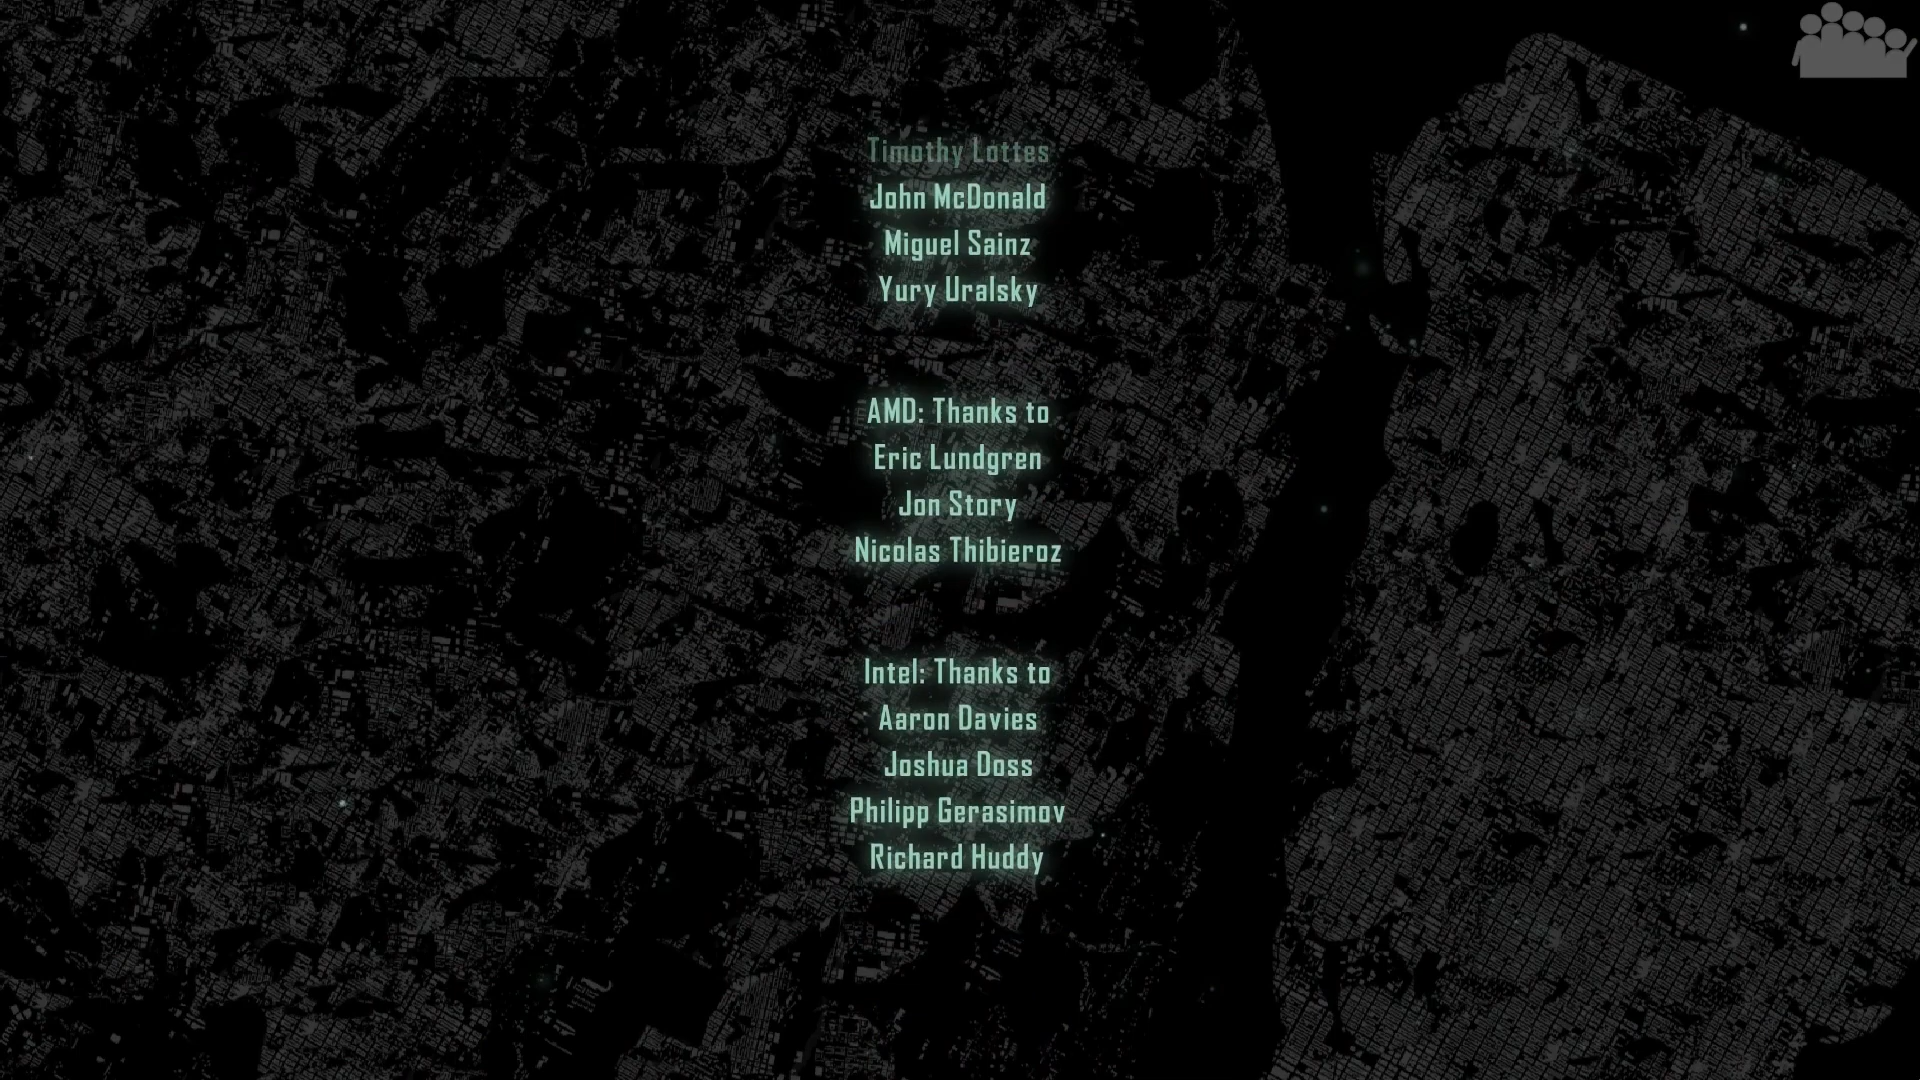 Timothy Lottes
John McDonald
Miguel Sainz
Yury Uralsky
AMD: Thanks to
Eric Lundgren
Jon Story
Nicolas Thibieroz
Intel: Thanks to
Aaron Davies
Joshua Doss
Philipp Gerasimov
Richard Huddy